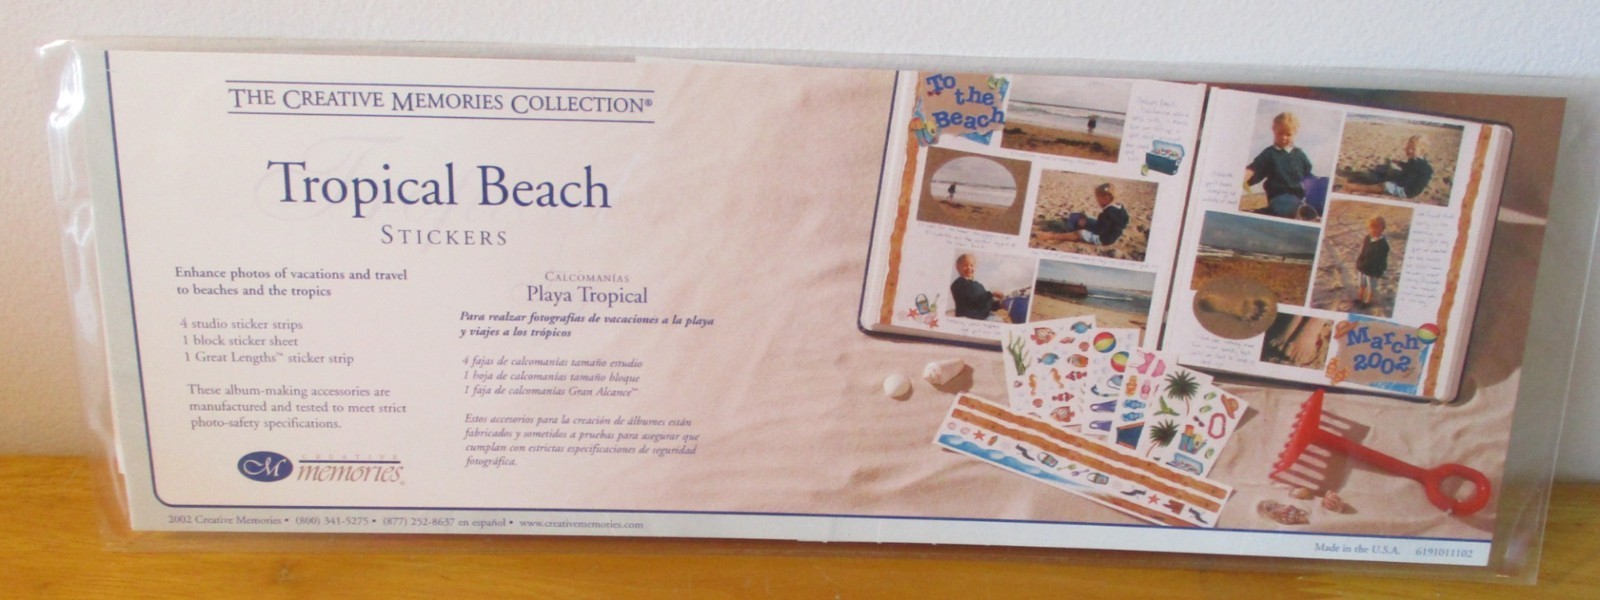 THE CREATIVE MEMORIES COLLECTION®
Tropical Beach
STICKERS
Enhance photos of vacations and travel
to beaches and the tropics
4 studio sticker strips
1 block sticker sheet
1 Great Lengths™ sticker strip
These album-making accessories are
manufactured and tested to meet strict
photo-safety specifications.
CALCOMANÍAS
Playa Tropical
Para realzar fotografías de vacaciones a la playa
y viajes a los trópicos
4 fajas de calcomanías tamaño estudio
1 hoja de calcomanías tamaño bloque
1 faja de calcomanías Gran Alcance™
Estos accesorios para la creación de álbumes están
fabricados y sometidos a pruebas para asegurar que
cumplan con estrictas especificaciones de seguridad
fotográfica.
CM
CREATIVE
memories®
2002 Creative Memories • (800) 341-5275 • (877) 252-8637 en español • www.creativememories.com
To
the
Beach
March
2002
Made in the U.S.A. 6191011102